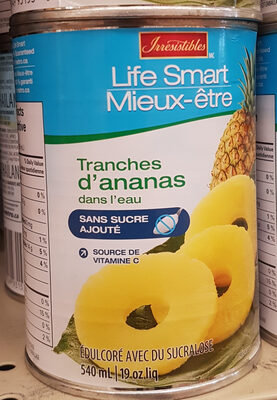 Irresistibles MC
Life Smart
Mieux-être
Tranches
d'ananas
dans l'eau
SANS SUCRE
AJOUTÉ
SOURCE DE
VITAMINE C
ÉDULCORÉ AVEC DU SUCRALOSE
540 mL | 19 oz.liq